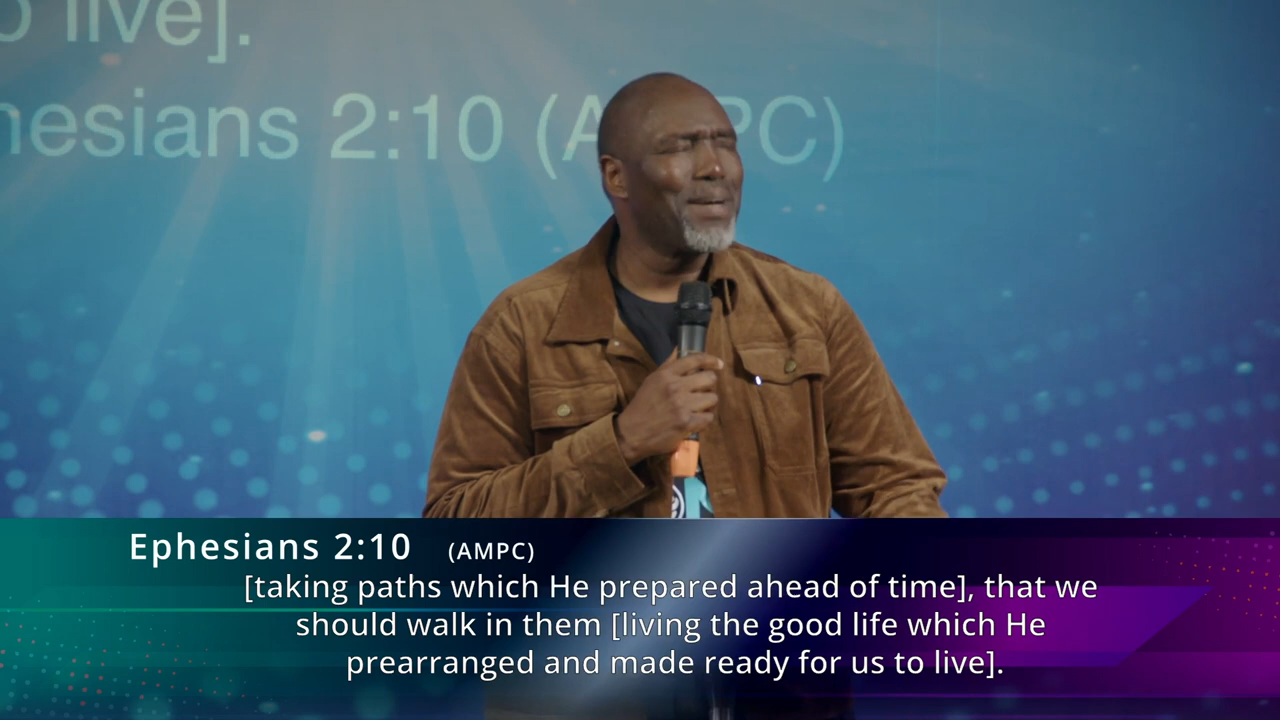 o live].
hesians 2:10 (A PC)
Ephesians 2:10 (AMPC)
[taking paths which He prepared ahead of time], that we
should walk in them [living the good life which He
prearranged and made ready for us to live].